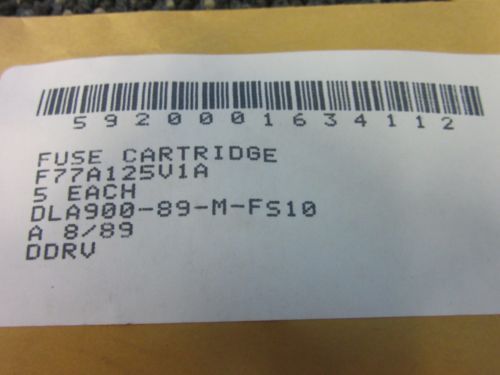 5920001634112
FUSE CARTRIDGE
F77A125V1A
5 EACH
DLA900-89-M-FS10
A 8/89
DDRV